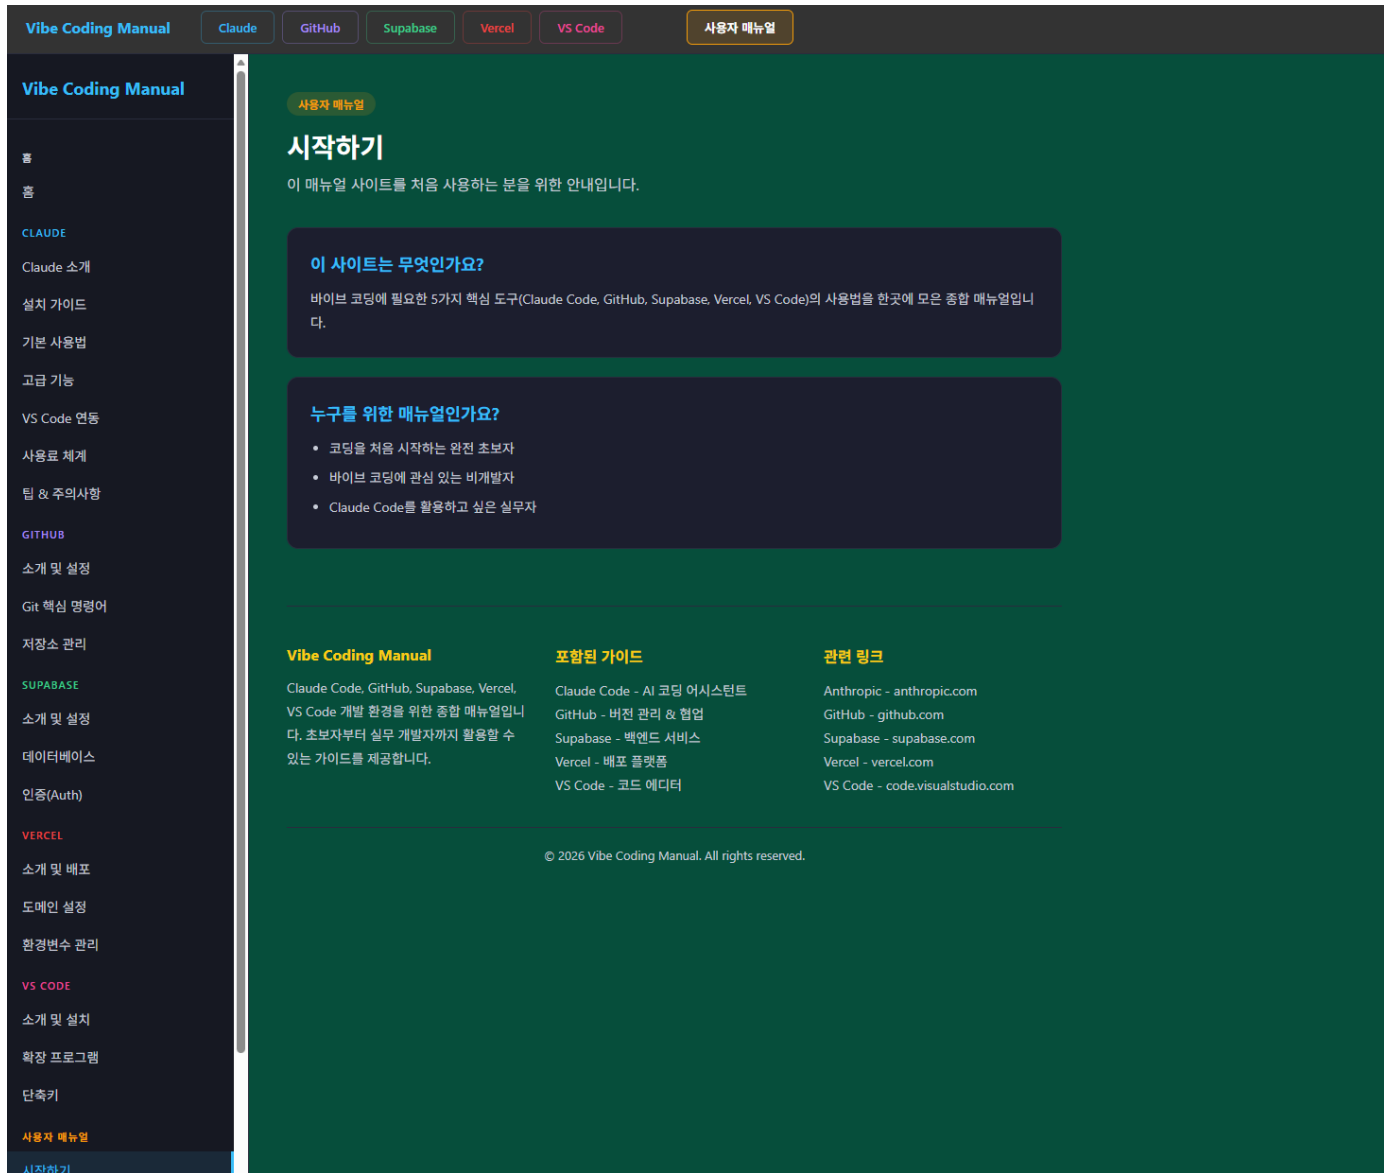 Vibe Coding Manual
Claude
GitHub
Supabase
Vercel
VS Code
사용자 매뉴얼
Vibe Coding Manual
홈
홈
CLAUDE
Claude 소개
설치 가이드
기본 사용법
고급 기능
VS Code 연동
사용료 체계
팁 & 주의사항
GITHUB
소개 및 설정
Git 핵심 명령어
저장소 관리
SUPABASE
소개 및 설정
데이터베이스
인증(Auth)
VERCEL
소개 및 배포
도메인 설정
환경변수 관리
VS CODE
소개 및 설치
확장 프로그램
단축키
사용자 매뉴얼
시작하기
사용자 매뉴얼
시작하기
이 매뉴얼 사이트를 처음 사용하는 분을 위한 안내입니다.
이 사이트는 무엇인가요?
바이브 코딩에 필요한 5가지 핵심 도구(Claude Code, GitHub, Supabase, Vercel, VS Code)의 사용법을 한곳에 모은 종합 매뉴얼입니
다.
누구를 위한 매뉴얼인가요?
• 코딩을 처음 시작하는 완전 초보자
• 바이브 코딩에 관심 있는 비개발자
• Claude Code를 활용하고 싶은 실무자
Vibe Coding Manual
Claude Code, GitHub, Supabase, Vercel,
VS Code 개발 환경을 위한 종합 매뉴얼입니
다. 초보자부터 실무 개발자까지 활용할 수
있는 가이드를 제공합니다.
포함된 가이드
Claude Code - AI 코딩 어시스턴트
GitHub - 버전 관리 & 협업
Supabase - 백엔드 서비스
Vercel - 배포 플랫폼
VS Code - 코드 에디터
관련 링크
Anthropic - anthropic.com
GitHub - github.com
Supabase - supabase.com
Vercel - vercel.com
VS Code - code.visualstudio.com
© 2026 Vibe Coding Manual. All rights reserved.